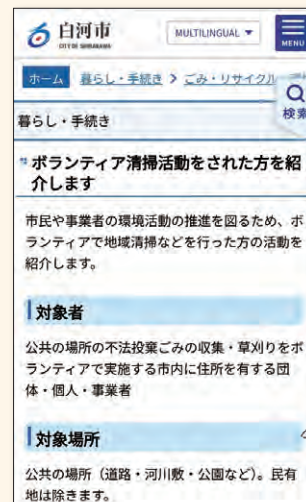 白河市
CITY OF SHIRAKAWA
MULTILINGUAL ▼
MENU
ホーム 暮らし・手続き > ごみ・リサイクル
検索
暮らし・手続き
ボランティア清掃活動をされた方を紹
介します
市民や事業者の環境活動の推進を図るため、ボ
ランティアで地域清掃などを行った方の活動を
紹介します。
対象者
公共の場所の不法投棄ごみの収集・草刈りをボ
ランティアで実施する市内に住所を有する団
体・個人・事業者
対象場所
公共の場所（道路・河川敷・公園など）。民有
地は除きます。